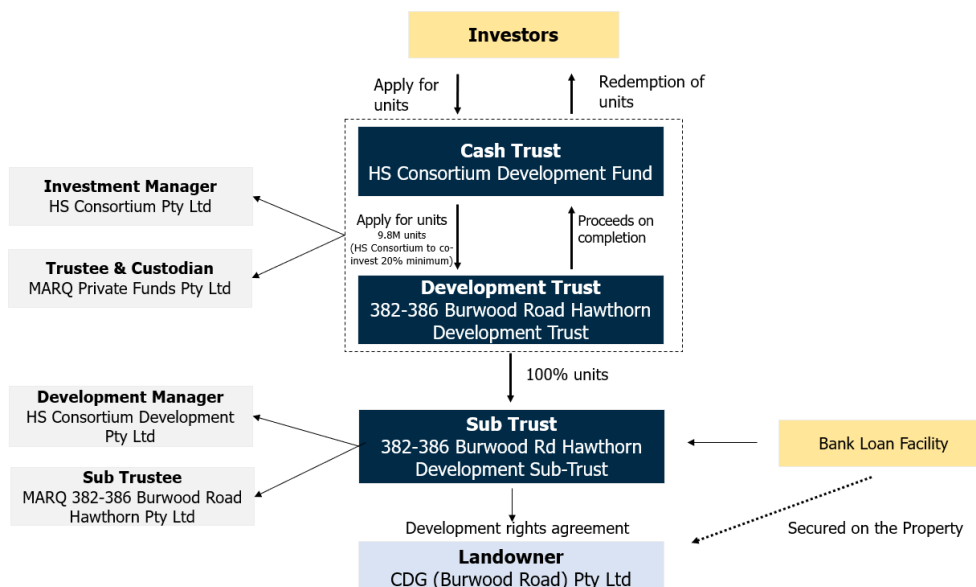 Investors
Apply for
units
Redemption of
units
Cash Trust
HS Consortium Development Fund
Investment Manager
HS Consortium Pty Ltd
Trustee & Custodian
MARQ Private Funds Pty Ltd
Apply for units
9.8M units
(HS Consortium to co-
invest 20% minimum)
Proceeds on
completion
Development Trust
382-386 Burwood Road Hawthorn
Development Trust
100% units
Development Manager
HS Consortium Development
Pty Ltd
Sub Trustee
MARQ 382-386 Burwood Road
Hawthorn Pty Ltd
Sub Trust
382-386 Burwood Rd Hawthorn
Development Sub-Trust
Bank Loan Facility
Development rights agreement
Secured on the Property
Landowner
CDG (Burwood Road) Pty Ltd